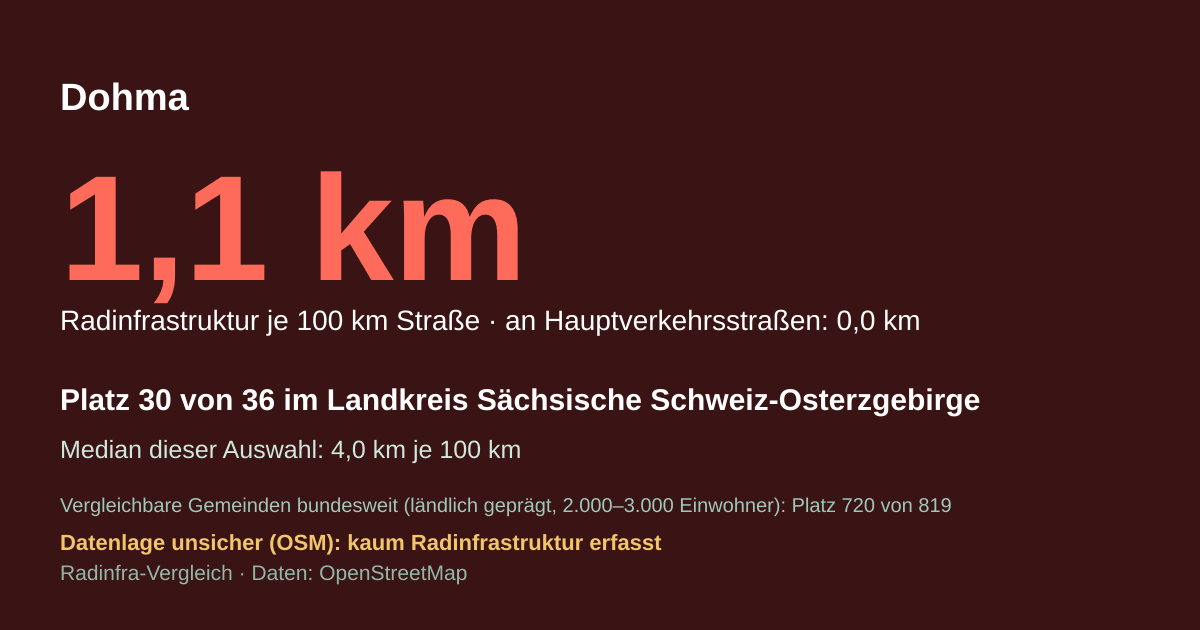 Dohma
1,1 km
Radinfrastruktur je 100 km Straße · an Hauptverkehrsstraßen: 0,0 km
Platz 30 von 36 im Landkreis Sächsische Schweiz-Osterzgebirge
Median dieser Auswahl: 4,0 km je 100 km
Vergleichbare Gemeinden bundesweit (ländlich geprägt, 2.000–3.000 Einwohner): Platz 720 von 819
Datenlage unsicher (OSM): kaum Radinfrastruktur erfasst
Radinfra-Vergleich · Daten: OpenStreetMap